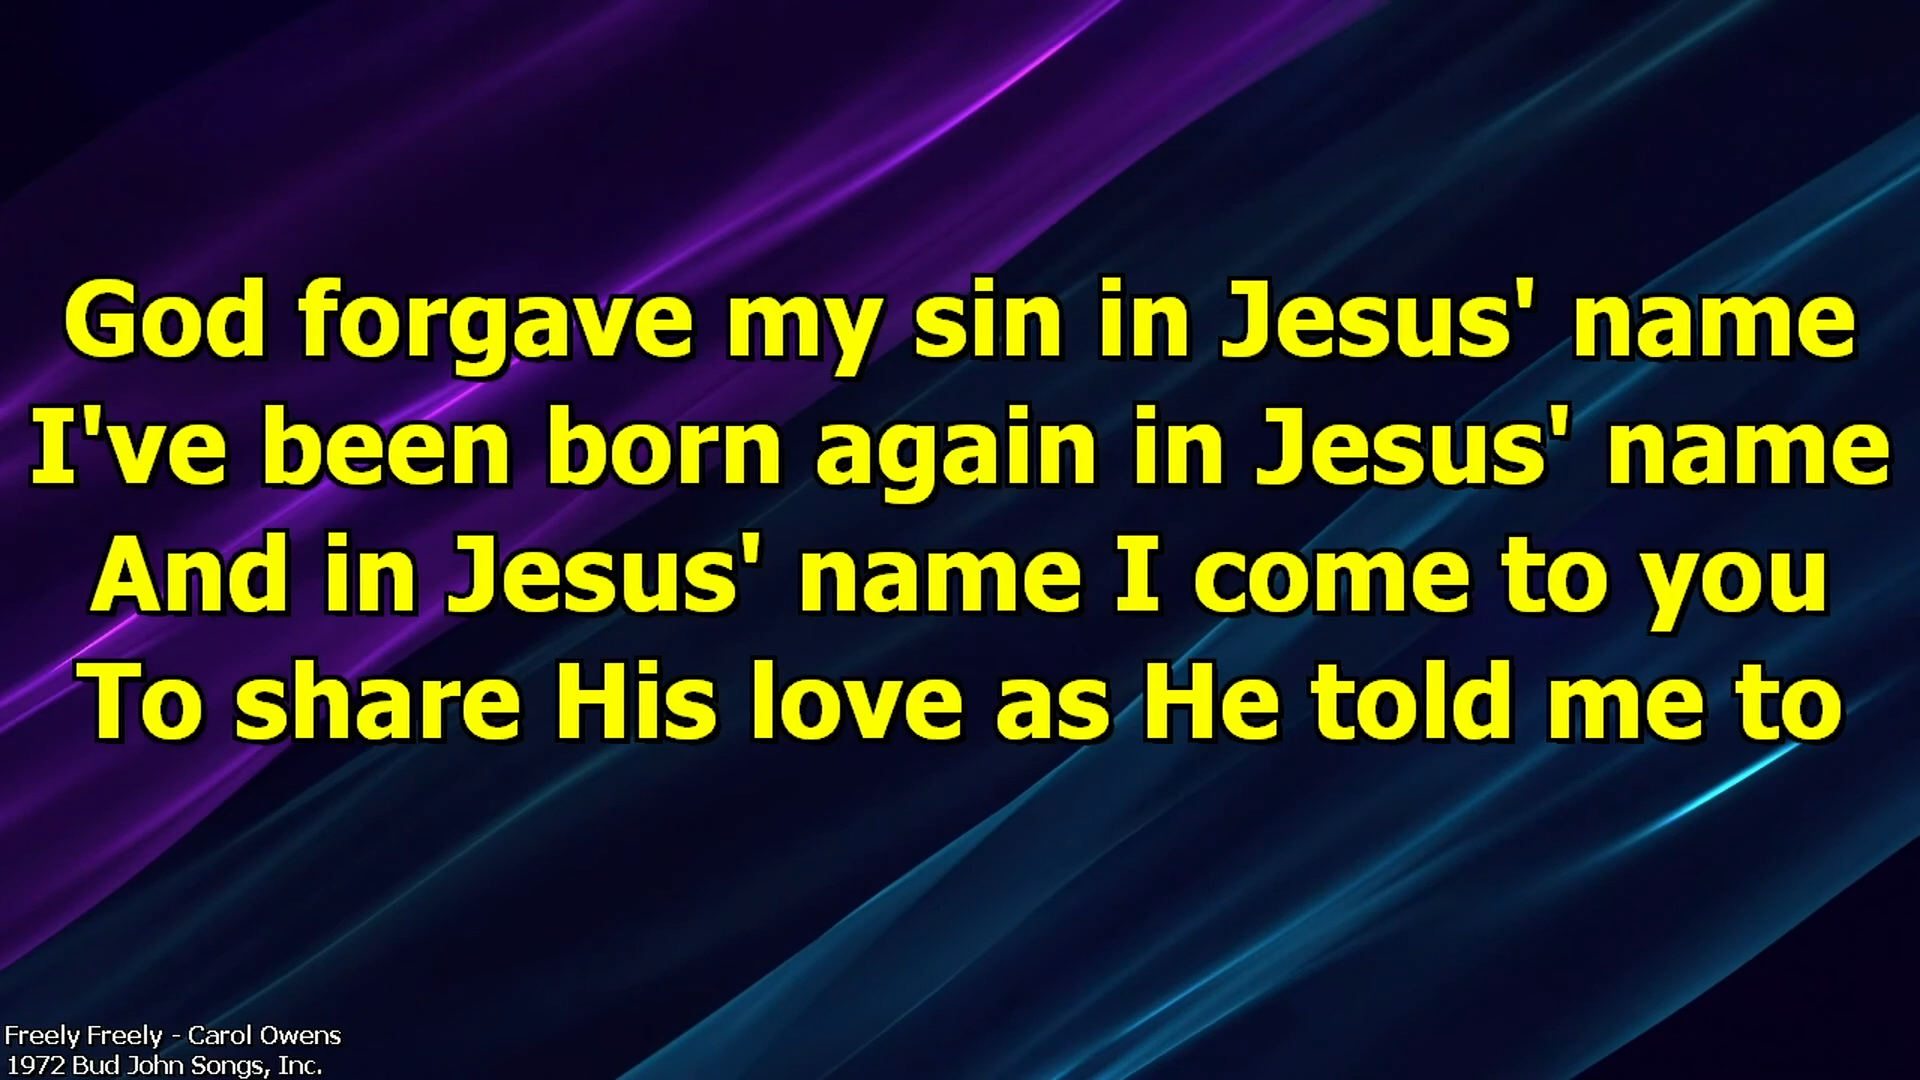 God forgave my sin in Jesus' name
I've been born again in Jesus' name
And in Jesus' name I come to you
To share His love as He told me to
Freely Freely - Carol Owens
1972 Bud John Songs, Inc.